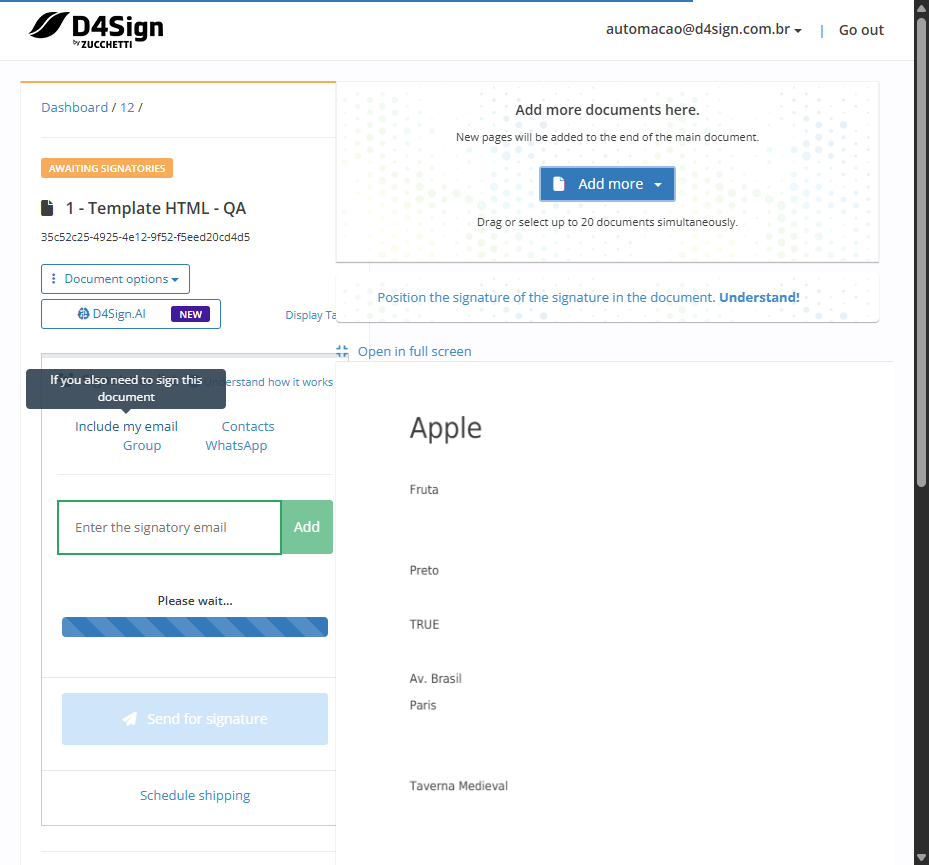 D4Sign
by ZUCCHETTI
automacao@d4sign.com.br
|
Go out
Dashboard / 12 /
AWAITING SIGNATORIES
1 - Template HTML - QA
35c52c25-4925-4e12-9f52-f5eed20cd4d5
Document options
D4Sign.AI NEW
Display Ta
understand how it works
If you also need to sign this
document
Include my email
Contacts
Group
WhatsApp
Enter the signatory email
Add
Please wait...
Send for signature
Schedule shipping
Add more documents here.
New pages will be added to the end of the main document.
Add more
Drag or select up to 20 documents simultaneously.
Position the signature of the signature in the document. Understand!
Open in full screen
Apple
Fruta
Preto
TRUE
Av. Brasil
Paris
Taverna Medieval